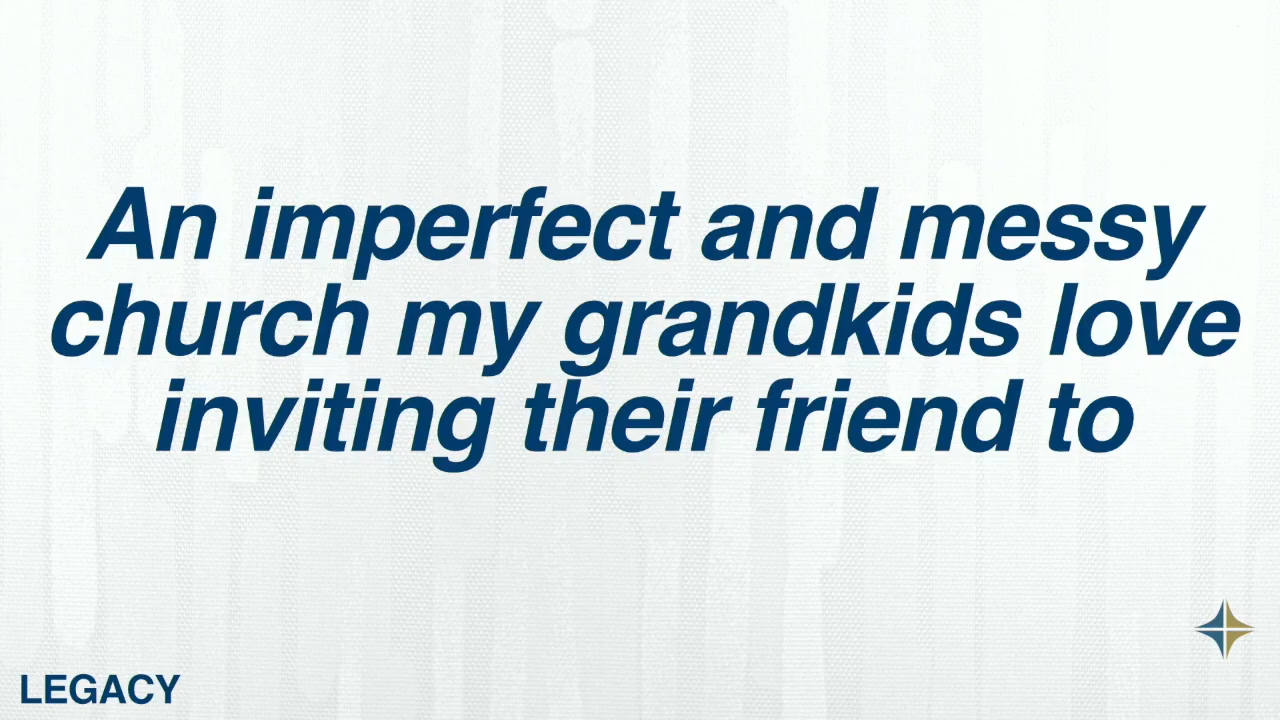 An imperfect and messy
church my grandkids love
inviting their friend to
LEGACY